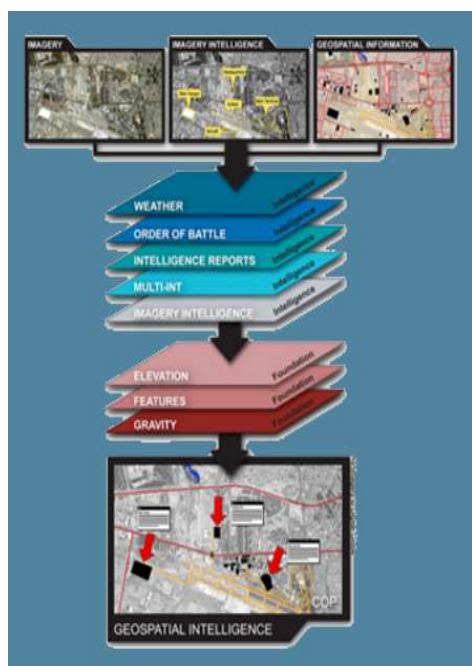 IMAGERY
IMAGERY INTELLIGENCE
GEOSPATIAL INFORMATION
WEATHER Intelligence
ORDER OF BATTLE Intelligence
INTELLIGENCE REPORTS Intelligence
MULTI-INT Intelligence
IMAGERY INTELLIGENCE Intelligence
ELEVATION Foundation
FEATURES Foundation
GRAVITY Foundation
COP
GEOSPATIAL INTELLIGENCE